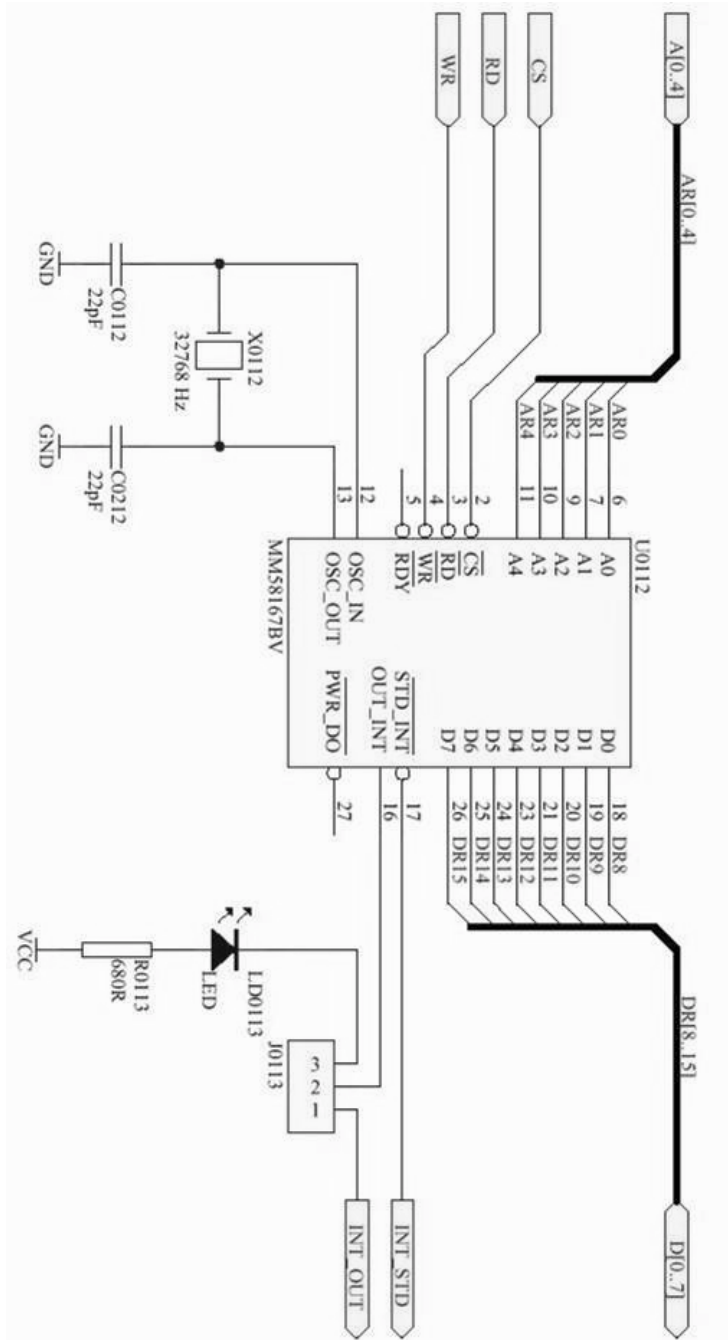 A[0..4]
AR[0..4]
CS
RD
WR
U0112
AR0
6
A0
AR1
7
A1
AR2
9
A2
AR3
10
A3
AR4
11
A4
2
CS
3
RD
4
WR
5
RDY
12
OSC_IN
13
OSC_OUT
MM58167BV
D0
18
DR8
D1
19
DR9
D2
20
DR10
D3
21
DR11
D4
23
DR12
D5
24
DR13
D6
25
DR14
D7
26
DR15
STD_INT
17
OUT_INT
16
PWR_DO
27
DR[8..15]
D[0..7]
INT_STD
INT_OUT
X0112
32768 Hz
C0112
22pF
GND
C0212
22pF
GND
J0113
3
2
1
LD0113
LED
R0113
680R
VCC